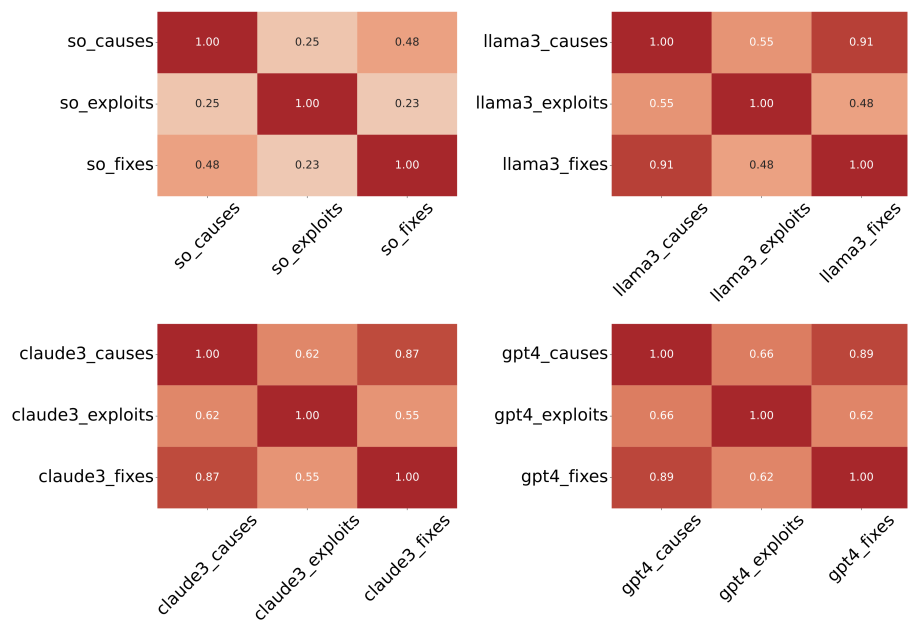 so_causes 1.00 0.25 0.48
so_exploits 0.25 1.00 0.23
so_fixes 0.48 0.23 1.00
so_causes so_exploits so_fixes
llama3_causes 1.00 0.55 0.91
llama3_exploits 0.55 1.00 0.48
llama3_fixes 0.91 0.48 1.00
llama3_causes llama3_exploits llama3_fixes
claude3_causes 1.00 0.62 0.87
claude3_exploits 0.62 1.00 0.55
claude3_fixes 0.87 0.55 1.00
claude3_causes claude3_exploits claude3_fixes
gpt4_causes 1.00 0.66 0.89
gpt4_exploits 0.66 1.00 0.62
gpt4_fixes 0.89 0.62 1.00
gpt4_causes gpt4_exploits gpt4_fixes